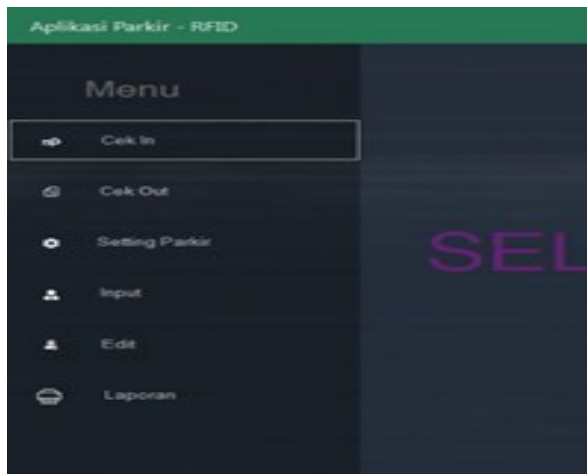 Aplikasi Parkir - RFID
Menu
Cek In
Cek Out
Setting Parkir
Input
Edit
Laporan
SEL